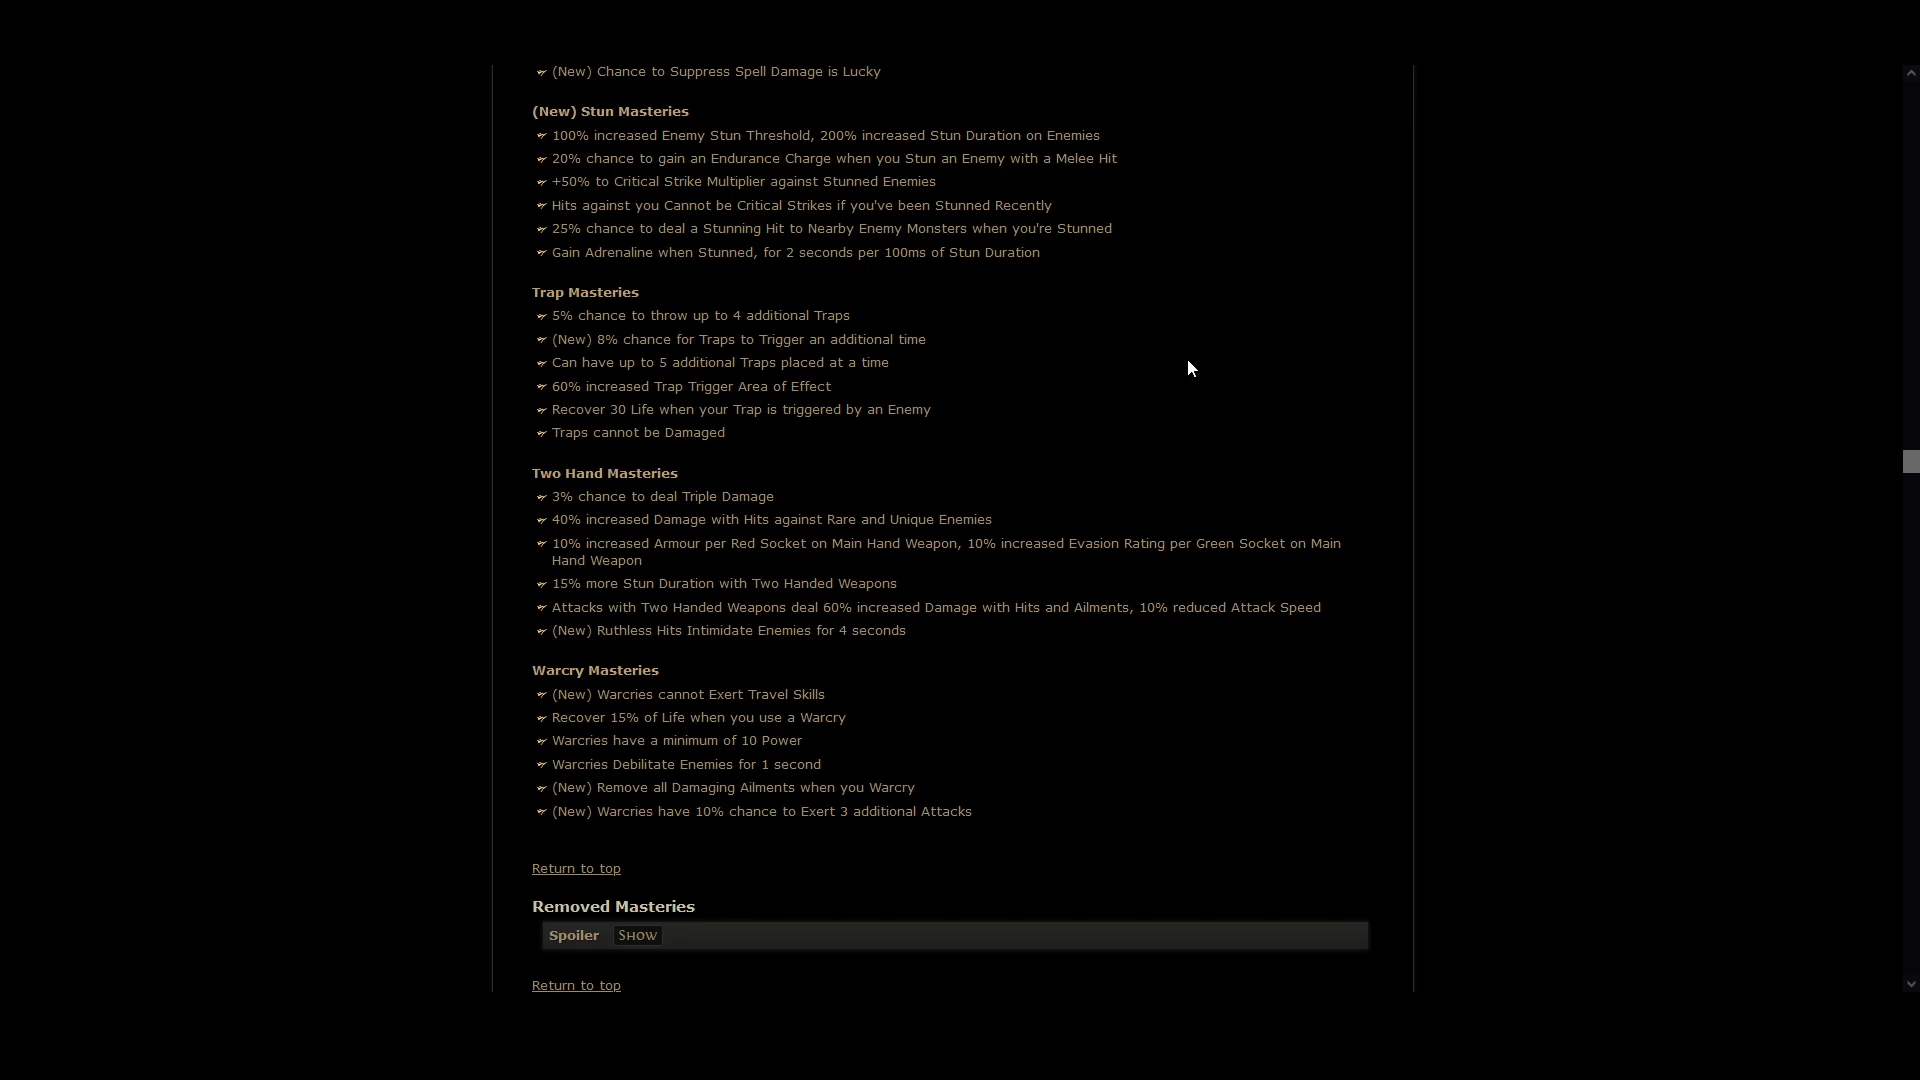 (New) Chance to Suppress Spell Damage is Lucky
(New) Stun Masteries
100% increased Enemy Stun Threshold, 200% increased Stun Duration on Enemies
20% chance to gain an Endurance Charge when you Stun an Enemy with a Melee Hit
+50% to Critical Strike Multiplier against Stunned Enemies
Hits against you Cannot be Critical Strikes if you've been Stunned Recently
25% chance to deal a Stunning Hit to Nearby Enemy Monsters when you're Stunned
Gain Adrenaline when Stunned, for 2 seconds per 100ms of Stun Duration
Trap Masteries
5% chance to throw up to 4 additional Traps
(New) 8% chance for Traps to Trigger an additional time
Can have up to 5 additional Traps placed at a time
60% increased Trap Trigger Area of Effect
Recover 30 Life when your Trap is triggered by an Enemy
Traps cannot be Damaged
Two Hand Masteries
3% chance to deal Triple Damage
40% increased Damage with Hits against Rare and Unique Enemies
10% increased Armour per Red Socket on Main Hand Weapon, 10% increased Evasion Rating per Green Socket on Main
Hand Weapon
15% more Stun Duration with Two Handed Weapons
Attacks with Two Handed Weapons deal 60% increased Damage with Hits and Ailments, 10% reduced Attack Speed
(New) Ruthless Hits Intimidate Enemies for 4 seconds
Warcry Masteries
(New) Warcries cannot Exert Travel Skills
Recover 15% of Life when you use a Warcry
Warcries have a minimum of 10 Power
Warcries Debilitate Enemies for 1 second
(New) Remove all Damaging Ailments when you Warcry
(New) Warcries have 10% chance to Exert 3 additional Attacks
Return to top
Removed Masteries
Spoiler Show
Return to top